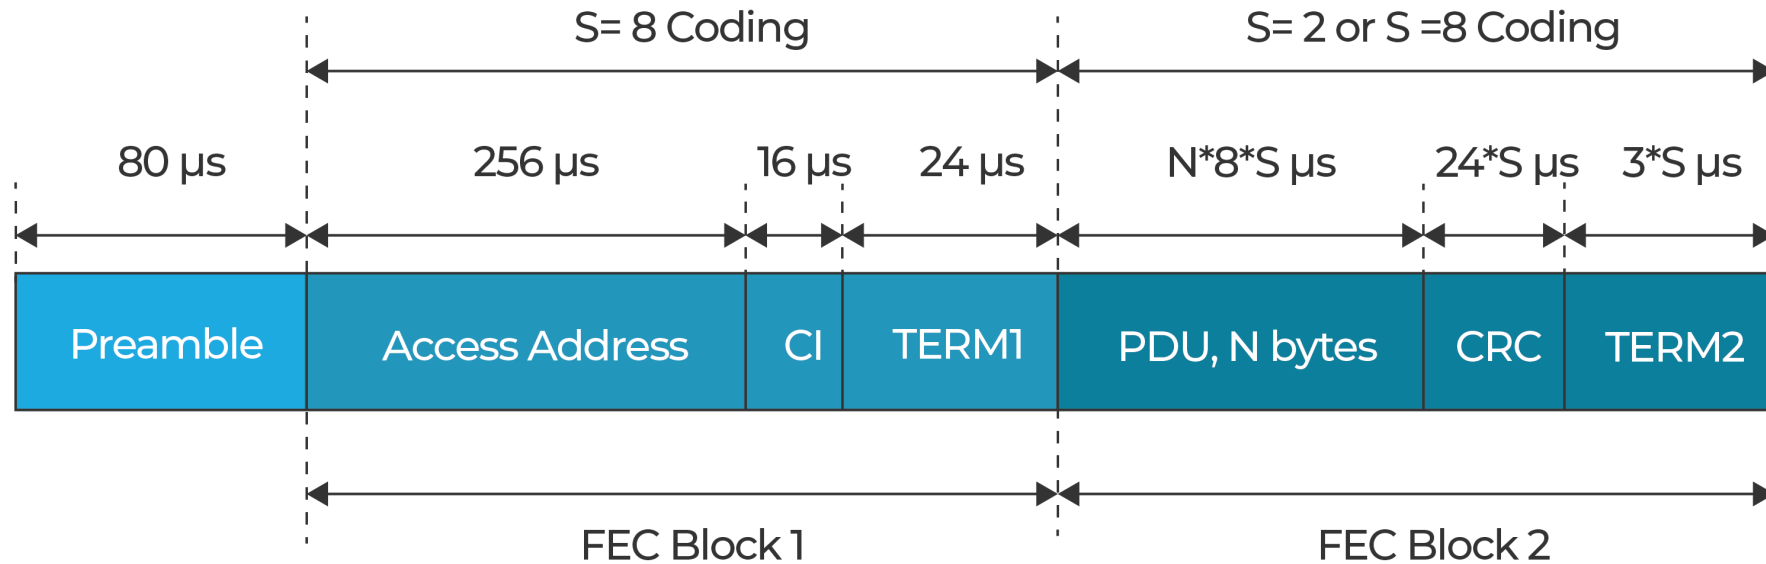 S= 8 Coding
S= 2 or S =8 Coding
80 µs
256 µs
16 µs
24 µs
N*8*S µs
24*S µs
3*S µs
Preamble
Access Address
CI
TERM1
PDU, N bytes
CRC
TERM2
FEC Block 1
FEC Block 2